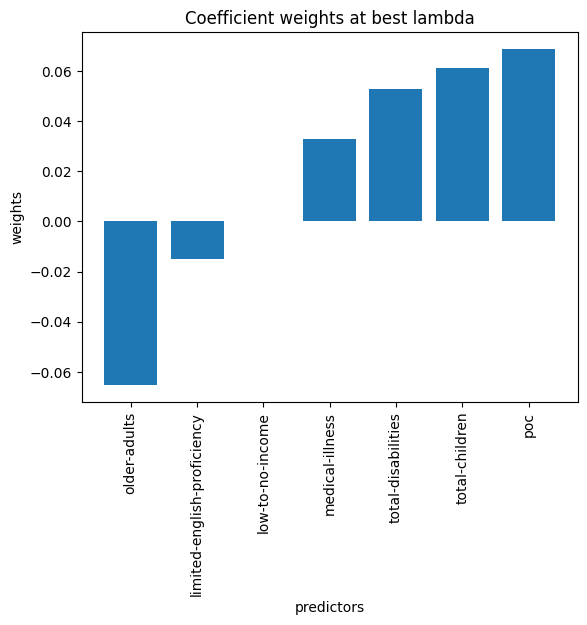 Coefficient weights at best lambda
weights
0.06
0.04
0.02
0.00
−0.02
−0.04
−0.06
older-adults
limited-english-proficiency
low-to-no-income
medical-illness
total-disabilities
total-children
poc
predictors